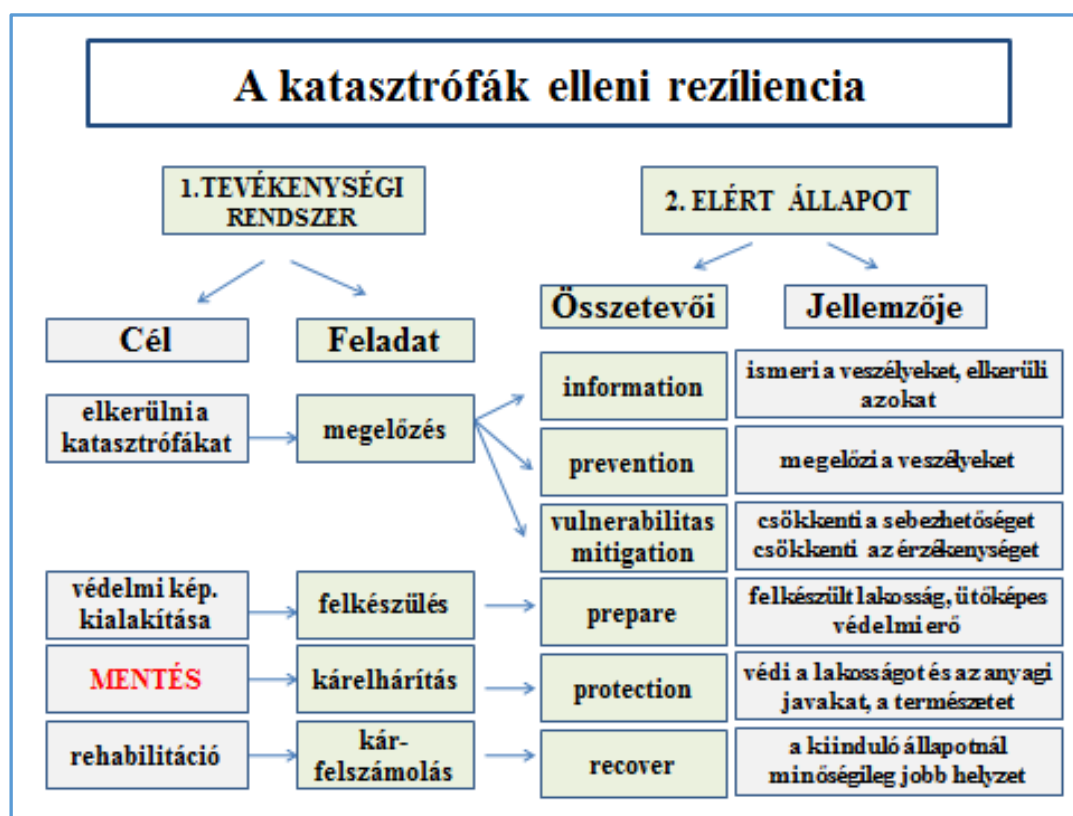 A katasztrófák elleni rezíliencia
1.TEVÉKENYSÉGI
RENDSZER
2. ELÉRT ÁLLAPOT
Cél
Feladat
Összetevői
Jellemzője
elkerülni a
katasztrófákat
megelőzés
information
ismeri a veszélyeket, elkerüli
azokat
prevention
megelőzi a veszélyeket
vulnerabilitas
mitigation
csökkenti a sebezhetőséget
csökkenti az érzékenységet
védelmi kép.
kialakítása
felkészülés
prepare
felkészült lakosság, ütőképes
védelmi erő
MENTÉS
kárelhárítás
protection
védi a lakosságot és az anyagi
javakat, a természetet
rehabilitáció
kár-
felszámolás
recover
a kiinduló állapotnál
minőségileg jobb helyzet